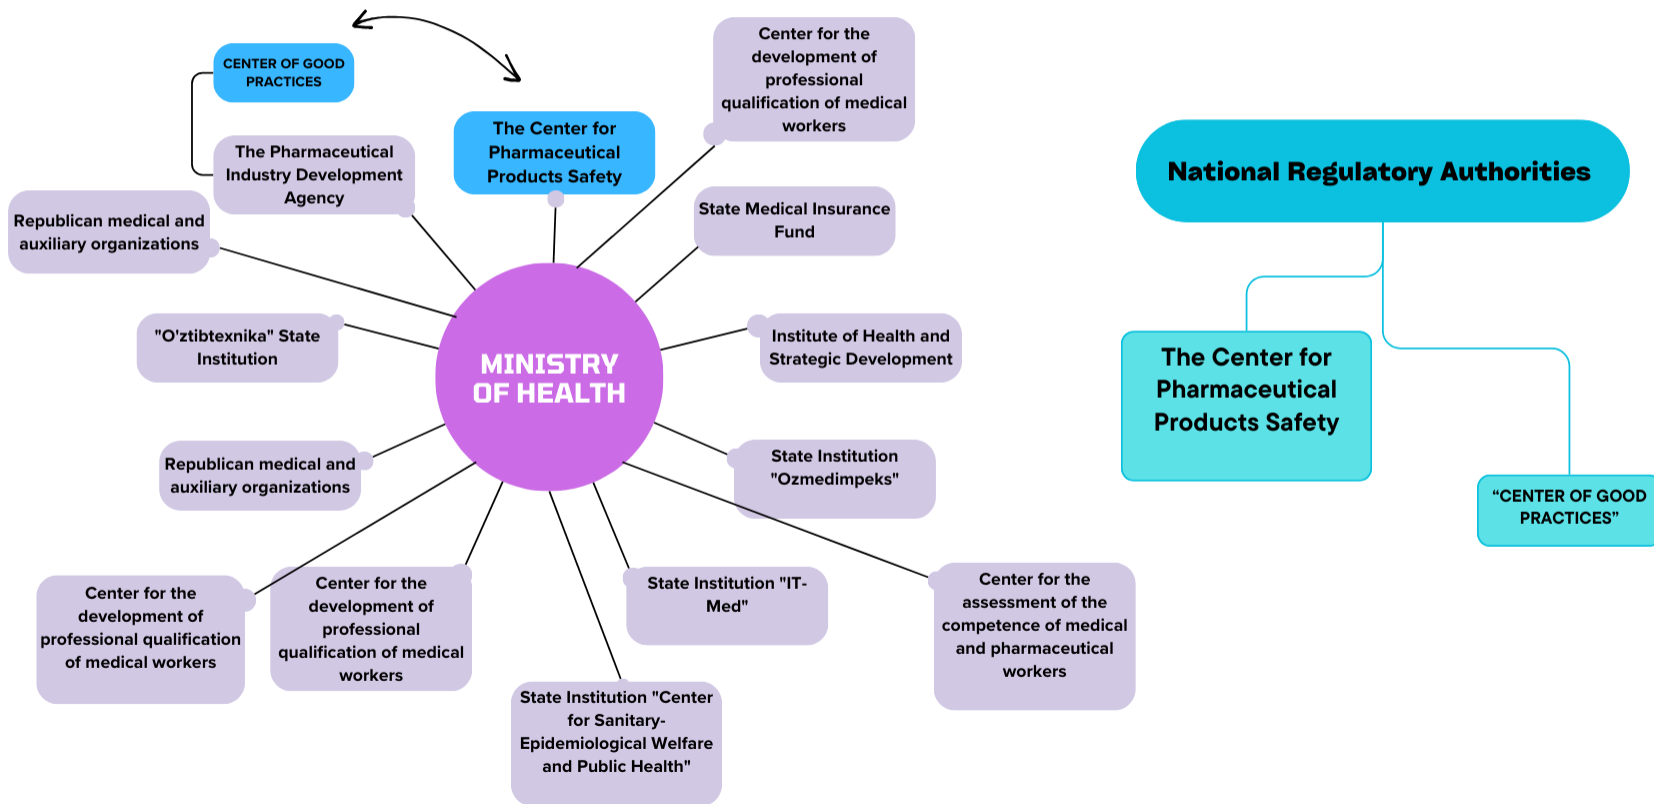 CENTER OF GOOD
PRACTICES
The Center for
Pharmaceutical
Products Safety
Center for the
development of
professional
qualification of medical
workers
The Pharmaceutical
Industry Development
Agency
Republican medical and
auxiliary organizations
State Medical Insurance
Fund
"O'ztibtexnika" State
Institution
MINISTRY
OF HEALTH
Institute of Health and
Strategic Development
Republican medical and
auxiliary organizations
State Institution
"Ozmedimpeks"
Center for the
development of
professional qualification
of medical workers
Center for the
development of
professional
qualification of medical
workers
State Institution "IT-
Med"
Center for the
assessment of the
competence of medical
and pharmaceutical
workers
State Institution "Center
for Sanitary-
Epidemiological Welfare
and Public Health"
National Regulatory Authorities
The Center for
Pharmaceutical
Products Safety
“CENTER OF GOOD
PRACTICES”